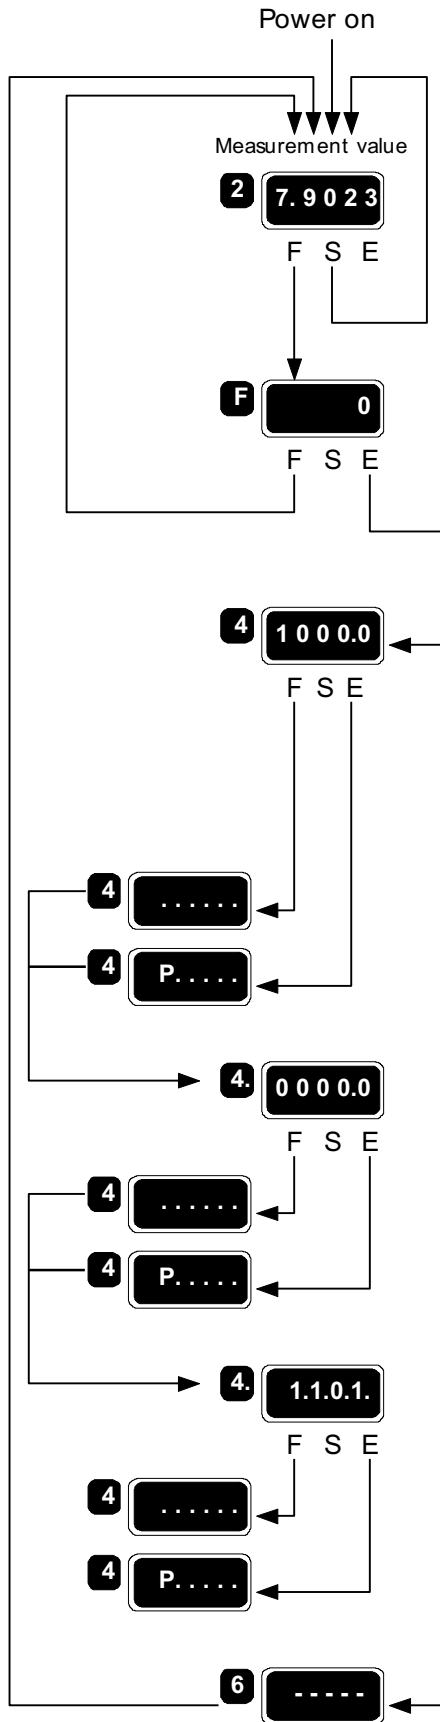 Power on
Measurement value
2 7.9023
F S E
F 0
F S E
4 1000.0
F S E
4 ......
4 P.....
4. 0000.0
F S E
4 ......
4 P.....
4. 1.1.0.1.
F S E
4 ......
4 P.....
6 -----